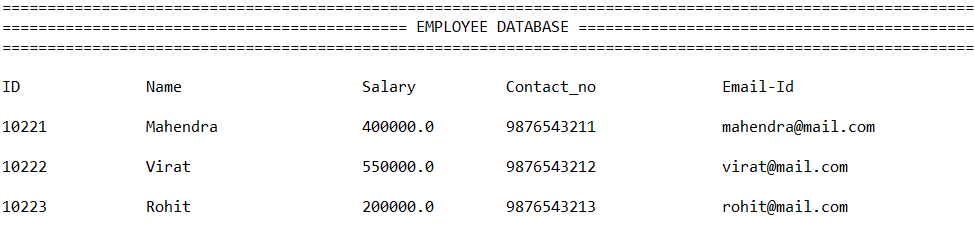 ============================================================================================================
============================================= EMPLOYEE DATABASE ============================================
============================================================================================================
ID              Name                    Salary          Contact_no              Email-Id
10221           Mahendra                400000.0        9876543211              mahendra@mail.com
10222           Virat                   550000.0        9876543212              virat@mail.com
10223           Rohit                   200000.0        9876543213              rohit@mail.com